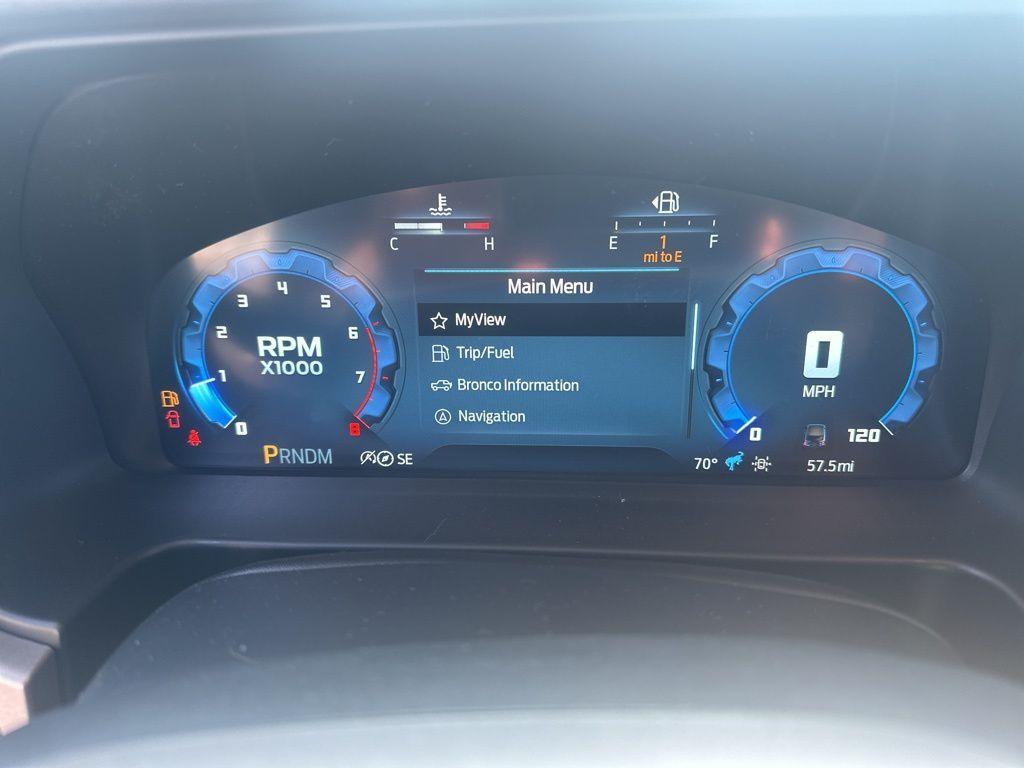 C H
E 1 F
mi to E
Main Menu
MyView
Trip/Fuel
Bronco Information
Navigation
0 1 2 3 4 5 6 7 8
RPM
X1000
PRNDM
SE
0
MPH
0 120
70°
57.5mi